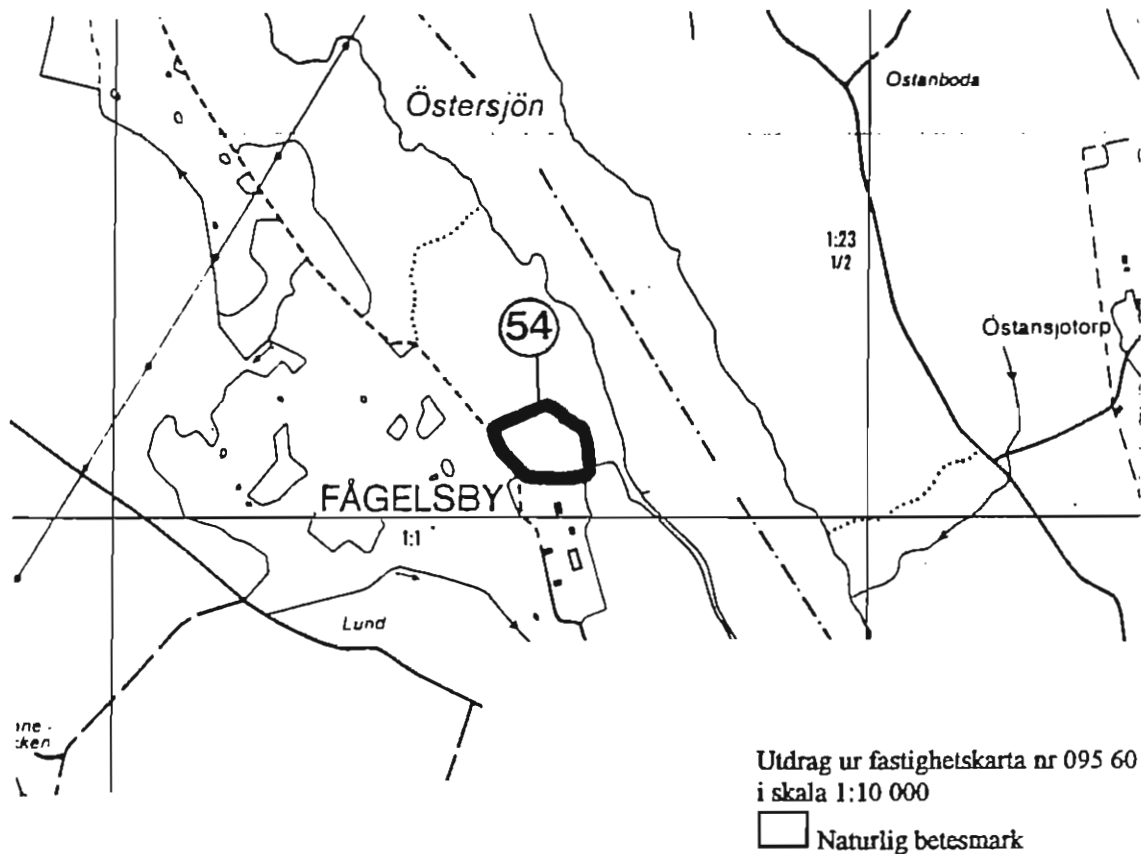 Östersjön
Östanboda
1:23
1/2
54
Östansjotorp
FÅGELSBY
1:1
Lund
Utdrag ur fastighetskarta nr 095 60
i skala 1:10 000
Naturlig betesmark